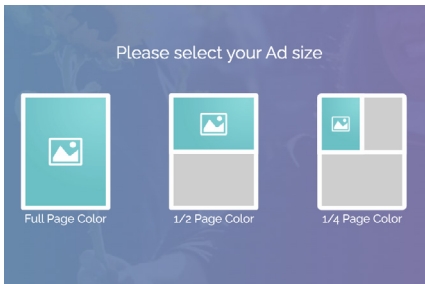 Please select your Ad size
Full Page Color
1/2 Page Color
1/4 Page Color